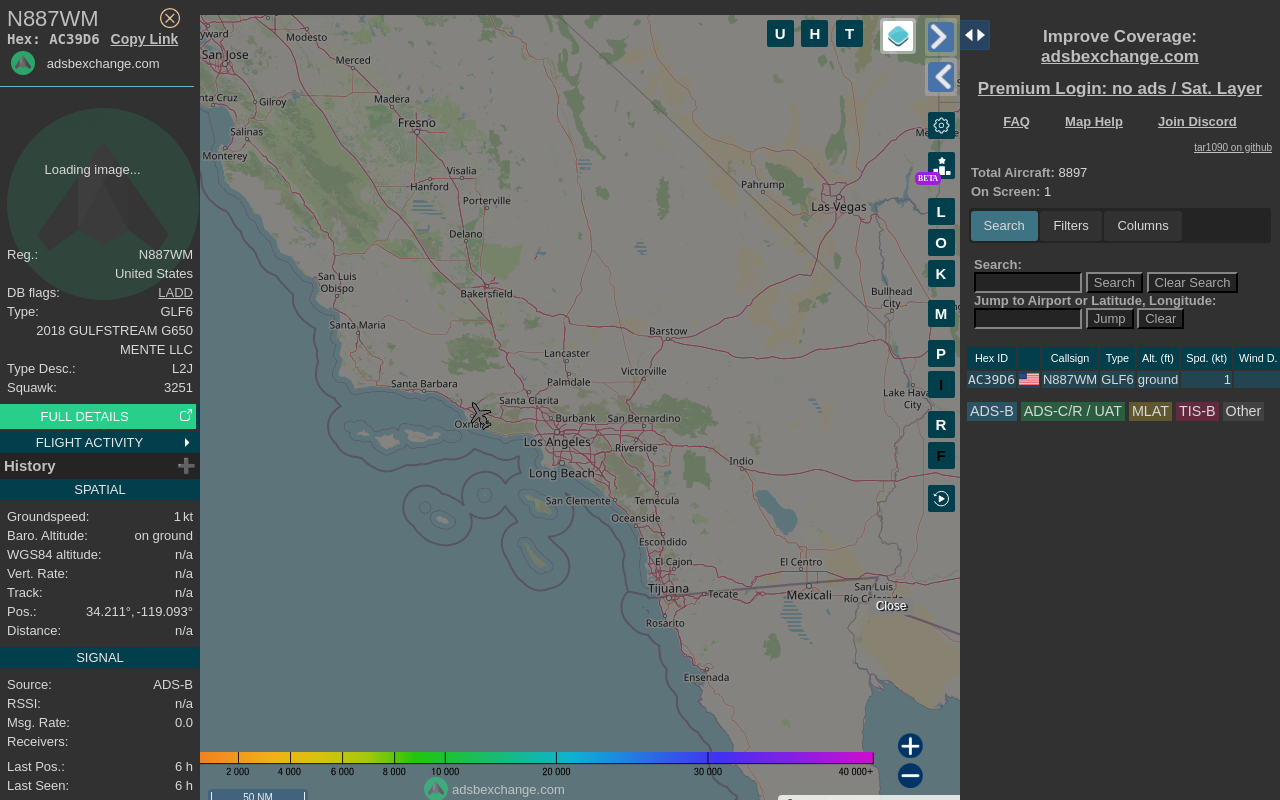 N887WM
Hex: AC39D6 Copy Link
adsbexchange.com
Loading image...
Reg.: N887WM
United States
DB flags: LADD
Type: GLF6
2018 GULFSTREAM G650
MENTE LLC
Type Desc.: L2J
Squawk: 3251
FULL DETAILS
FLIGHT ACTIVITY
History
SPATIAL
Groundspeed: 1 kt
Baro. Altitude: on ground
WGS84 altitude: n/a
Vert. Rate: n/a
Track: n/a
Pos.: 34.211°, -119.093°
Distance: n/a
SIGNAL
Source: ADS-B
RSSI: n/a
Msg. Rate: 0.0
Receivers:
Last Pos.: 6 h
Last Seen: 6 h
U H T
yward
Modesto
San Jose
Merced
nta Cruz
Gilroy
Madera
Fresno
Salinas
Monterey
Visalia
Hanford
Porterville
Pahrump
Las Vegas
Delano
San Luis
Obispo
Bakersfield
Bullhead
City
Santa Maria
Barstow
Lancaster
Victorville
Palmdale
Santa Barbara
Santa Clarita
Lake Hava
City
Burbank
San Bernardino
Oxn
Los Angeles
Riverside
Long Beach
Indio
San Clemente
Temecula
Oceanside
Escondido
El Cajon
El Centro
Tijuana
Tecate
Mexicali
San Luis
Río Colorado
Close
Rosarito
Ensenada
BETA
L
O
K
M
P
I
R
F
2 000
4 000
6 000
8 000
10 000
20 000
30 000
40 000+
50 NM
adsbexchange.com
Improve Coverage:
adsbexchange.com
Premium Login: no ads / Sat. Layer
FAQ Map Help Join Discord
tar1090 on github
Total Aircraft: 8897
On Screen: 1
Search Filters Columns
Search:
Search Clear Search
Jump to Airport or Latitude, Longitude:
Jump Clear
Hex ID Callsign Type Alt. (ft) Spd. (kt) Wind D.
AC39D6 N887WM GLF6 ground 1
ADS-B ADS-C/R / UAT MLAT TIS-B Other